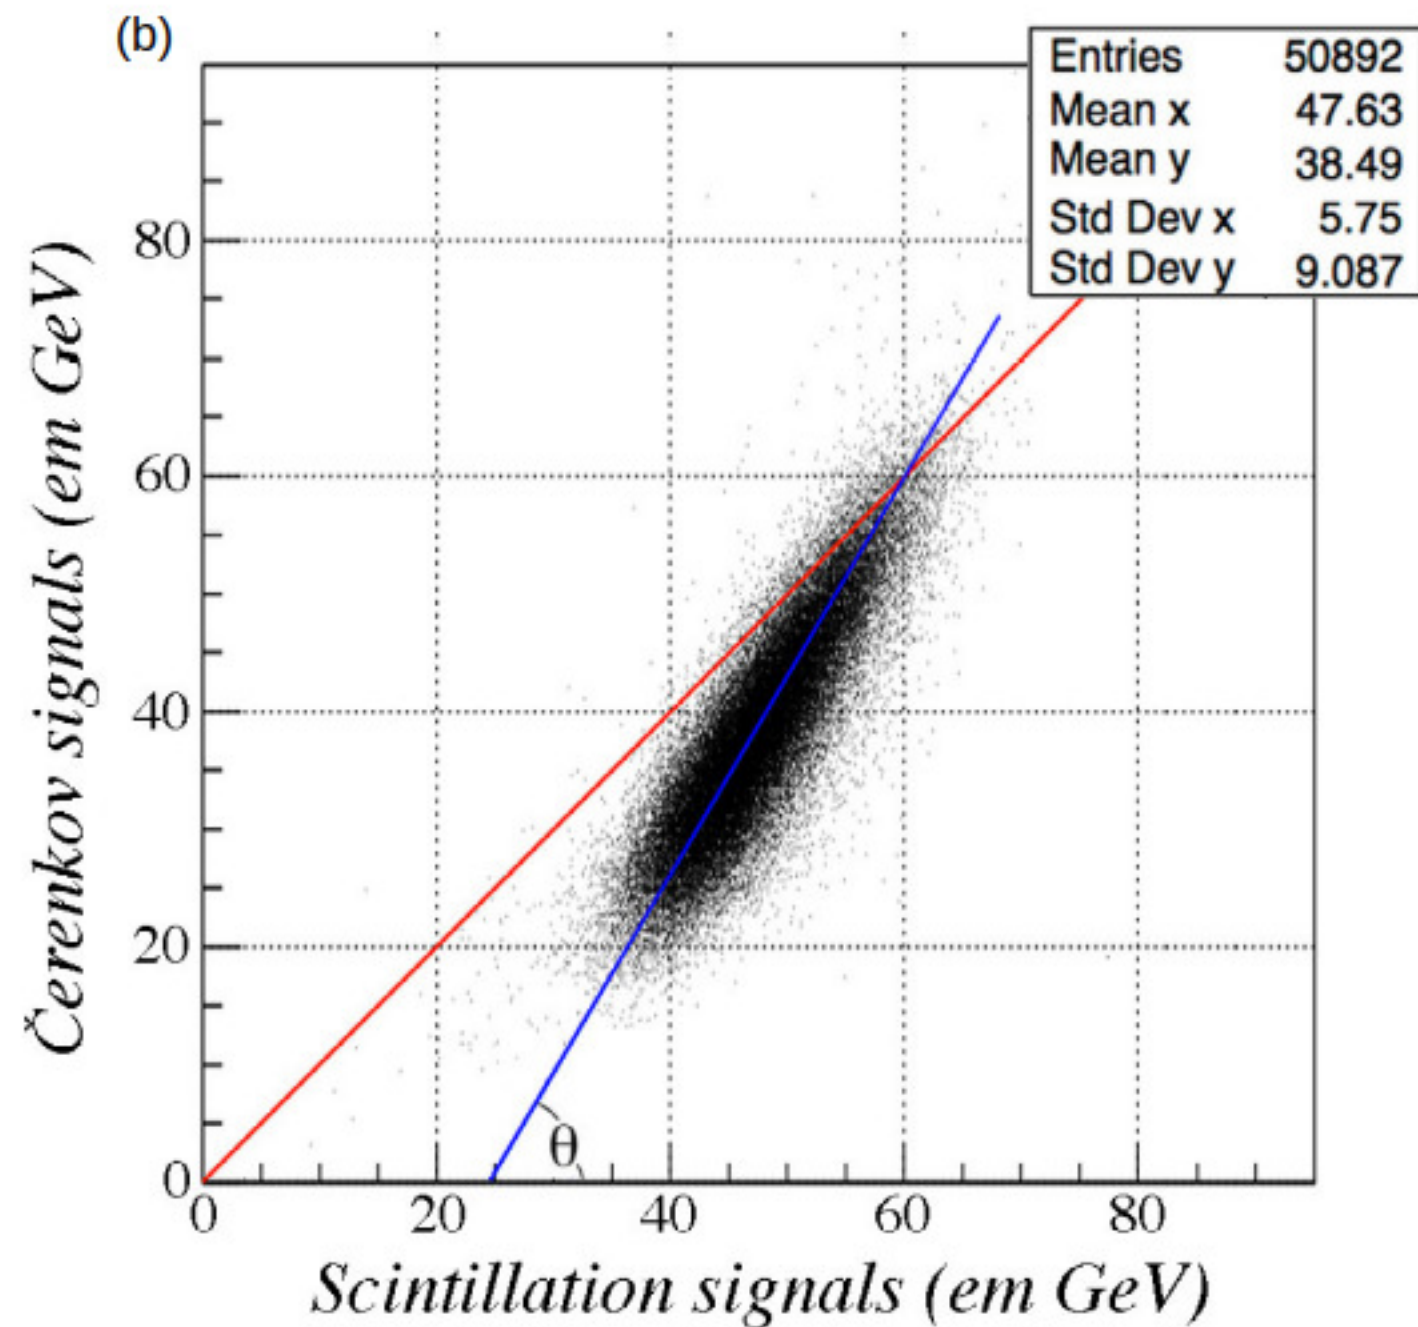 (b)
Entries 50892
Mean x 47.63
Mean y 38.49
Std Dev x 5.75
Std Dev y 9.087
Čerenkov signals (em GeV)
80
60
40
20
0
θ
0 20 40 60 80
Scintillation signals (em GeV)